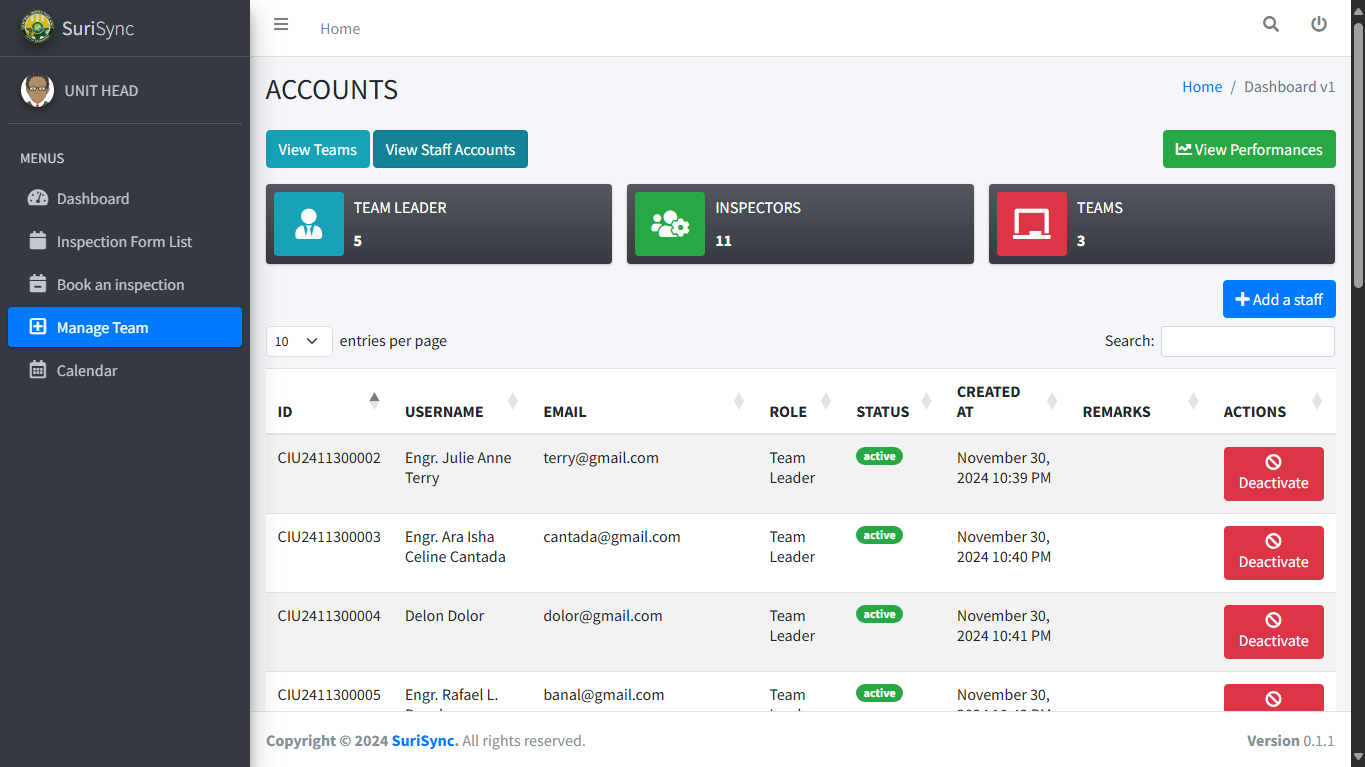 SuriSync
Home
UNIT HEAD
MENUS
Dashboard
Inspection Form List
Book an inspection
Manage Team
Calendar
ACCOUNTS
Home / Dashboard v1
View Teams
View Staff Accounts
View Performances
TEAM LEADER
5
INSPECTORS
11
TEAMS
3
Add a staff
10 entries per page
Search:
ID USERNAME EMAIL ROLE STATUS CREATED AT REMARKS ACTIONS
CIU2411300002 Engr. Julie Anne Terry terry@gmail.com Team Leader active November 30, 2024 10:39 PM Deactivate
CIU2411300003 Engr. Ara Isha Celine Cantada cantada@gmail.com Team Leader active November 30, 2024 10:40 PM Deactivate
CIU2411300004 Delon Dolor dolor@gmail.com Team Leader active November 30, 2024 10:41 PM Deactivate
CIU2411300005 Engr. Rafael L. banal@gmail.com Team active November 30,
Copyright © 2024 SuriSync. All rights reserved.
Version 0.1.1